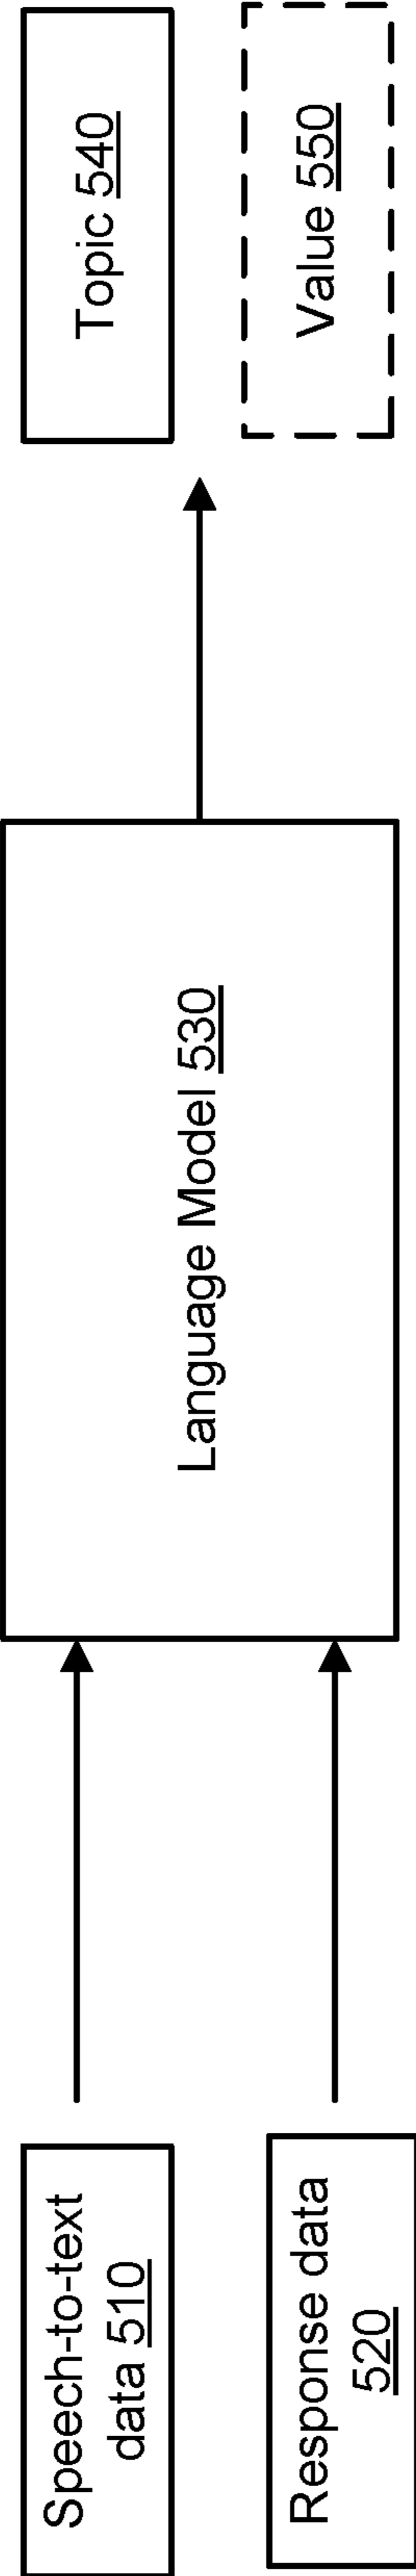 Speech-to-text
data 510
Response data
520
Language Model 530
Topic 540
Value 550